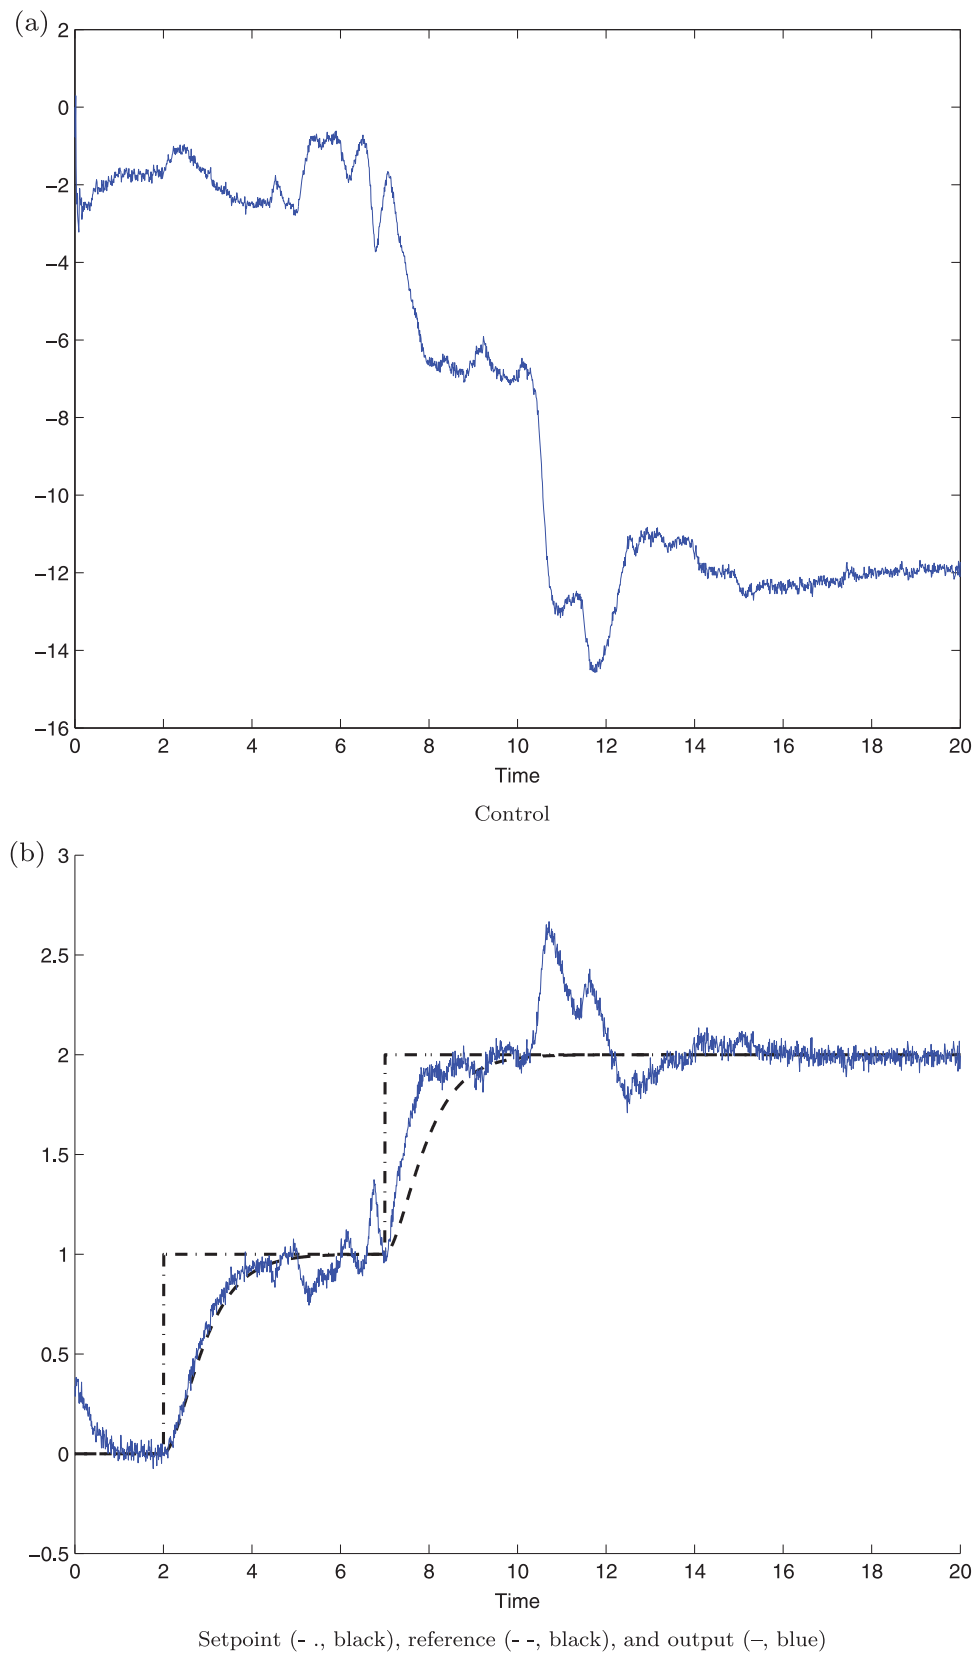 (a)
2
0
−2
−4
−6
−8
−10
−12
−14
−16
0 2 4 6 8 10 12 14 16 18 20
Time
Control
(b)
3
2.5
2
1.5
1
0.5
0
−0.5
0 2 4 6 8 10 12 14 16 18 20
Time
Setpoint (- ., black), reference (- -, black), and output (–, blue)